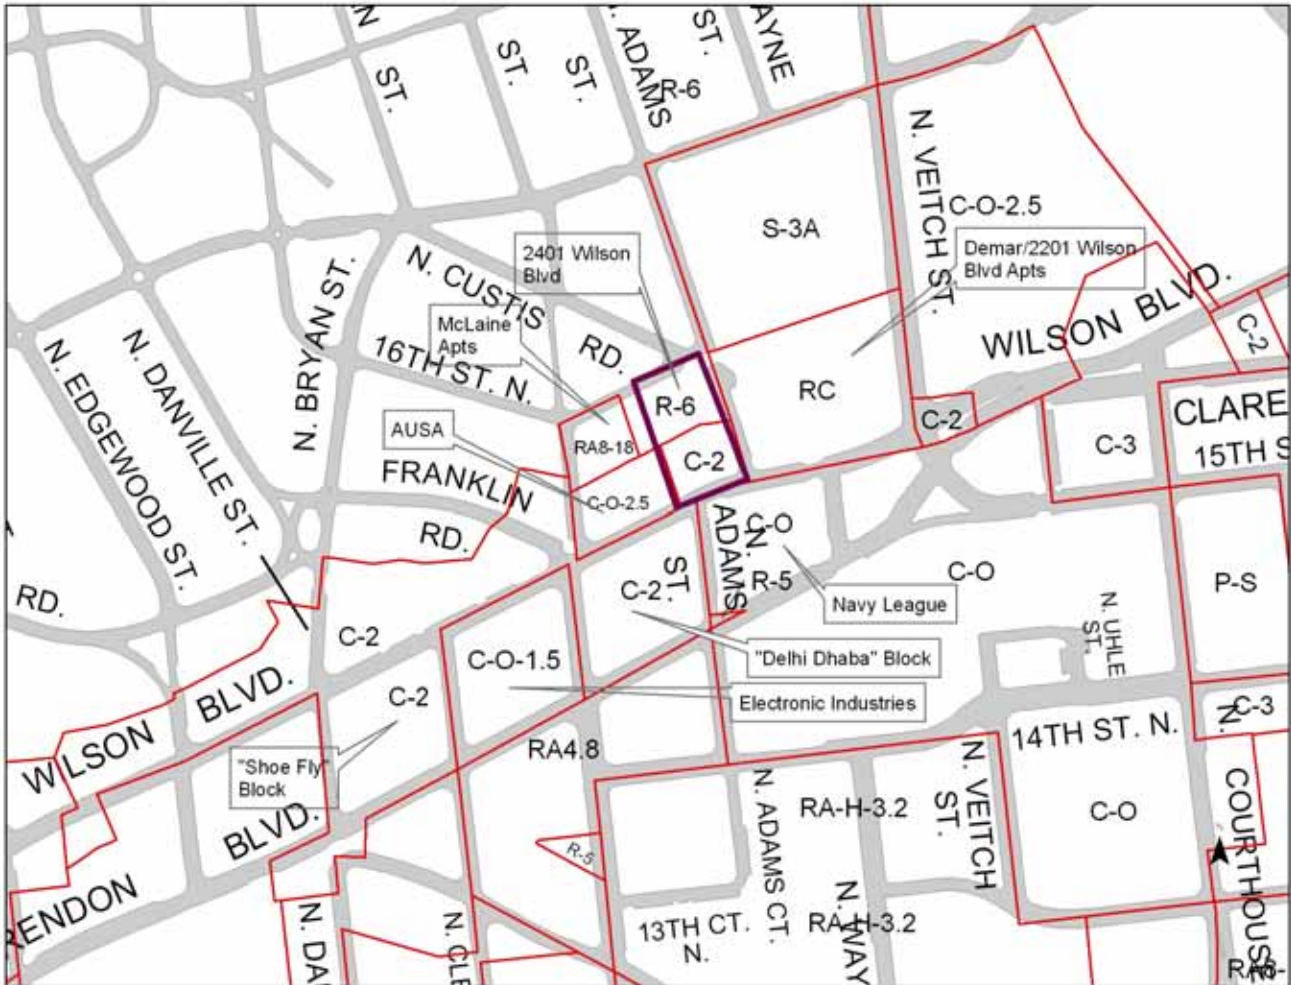 ST.
ST.
ST.
N. ADAMS
ST.
R-6
AYNE
N. VEITCH ST.
C-O-2.5
S-3A
2401 Wilson
Blvd
Demar/2201 Wilson
Blvd Apts
N. CUSTIS
RD.
McLaine
Apts
16TH ST. N.
WILSON BLVD.
C-2
N. BRYAN ST.
N. DANVILLE ST.
N. EDGEWOOD ST.
R-6
RC
C-2
CLARE
15TH S
C-3
AUSA
RA8-18
C-2
FRANKLIN
RD.
C-O-2.5
N.
ADAMS
ST.
C-O
R-5
C-O
P-S
RD.
C-2
Navy League
N. UHLE
ST.
C-2
C-O-1.5
"Delhi Dhaba" Block
Electronic Industries
C-2
WILSON
BLVD.
RA4.8
14TH ST. N.
N.
C-3
"Shoe Fly"
Block
BLVD.
RENDON
N. ADAMS CT.
RA-H-3.2
N. VEITCH
ST.
C-O
COURTHOUSE
R-5
13TH CT.
N.
RA-H-3.2
N. WAY
N. DA
N. CLE